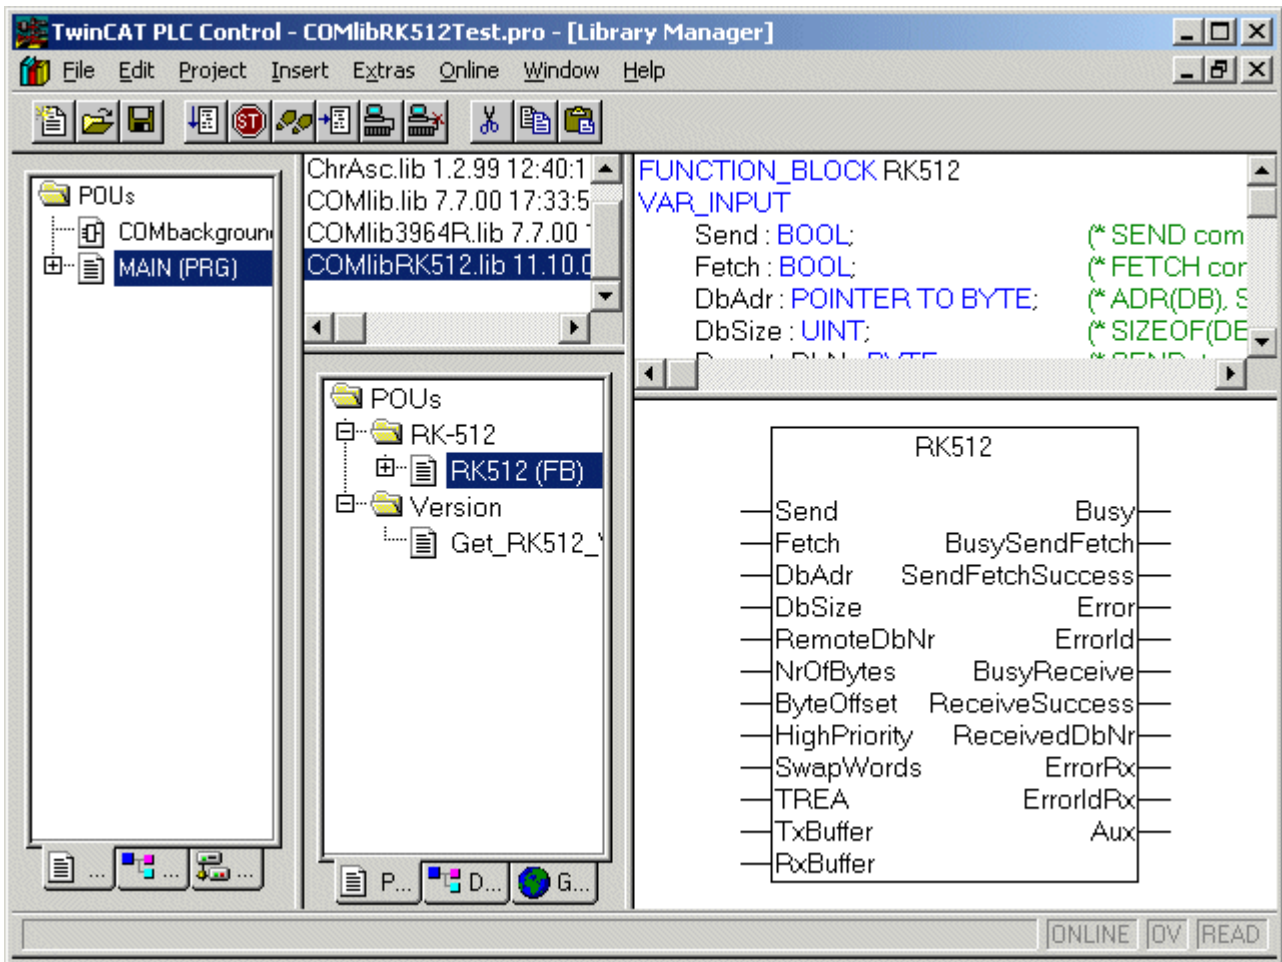 TwinCAT PLC Control - COMlibRK512Test.pro - [Library Manager]
File Edit Project Insert Extras Online Window Help
POUs
COMbackground
MAIN (PRG)
ChrAsc.lib 1.2.99 12:40:1
COMlib.lib 7.7.00 17:33:5
COMlib3964R.lib 7.7.00
COMlibRK512.lib 11.10.0
POUs
RK-512
RK512 (FB)
Version
Get_RK512_
P...
D...
G...
FUNCTION_BLOCK RK512
VAR_INPUT
Send : BOOL; (* SEND com
Fetch : BOOL; (* FETCH cor
DbAdr : POINTER TO BYTE; (* ADR(DB), S
DbSize : UINT; (* SIZEOF(DE
RK512
Send Busy
Fetch BusySendFetch
DbAdr SendFetchSuccess
DbSize Error
RemoteDbNr ErrorId
NrOfBytes BusyReceive
ByteOffset ReceiveSuccess
HighPriority ReceivedDbNr
SwapWords ErrorRx
TREA ErrorIdRx
TxBuffer Aux
RxBuffer
ONLINE OV READ